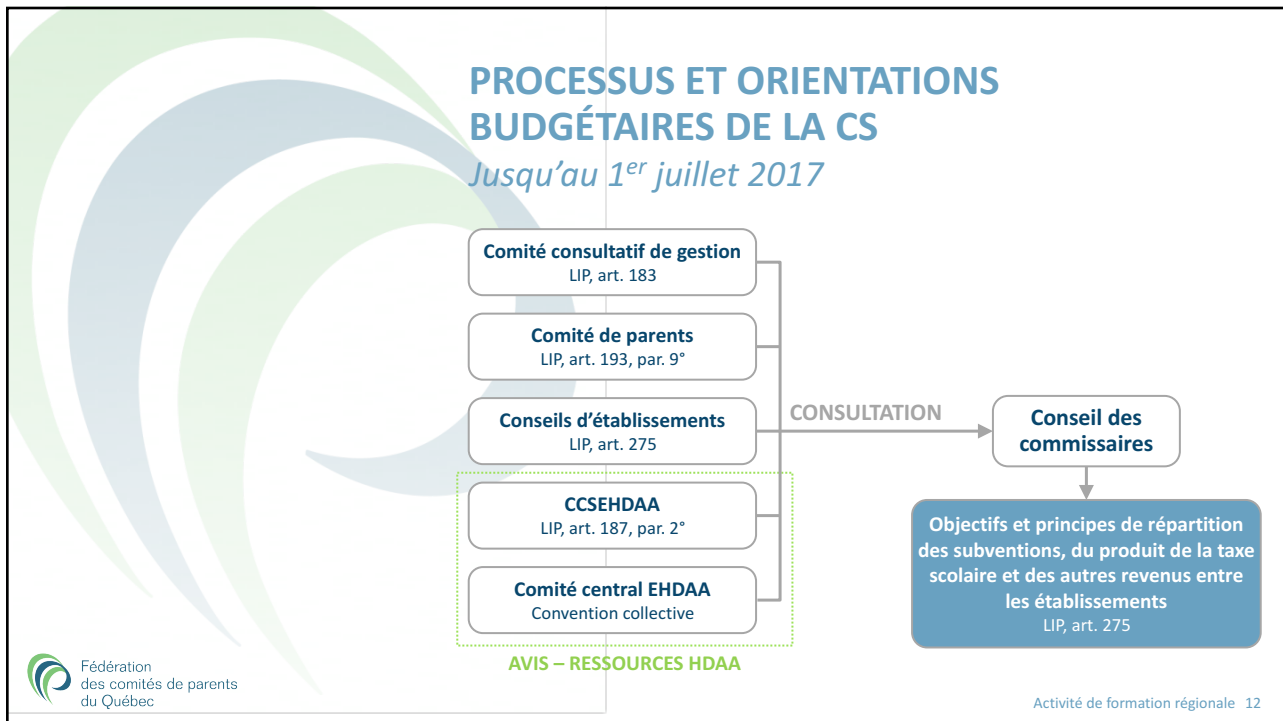 PROCESSUS ET ORIENTATIONS
BUDGÉTAIRES DE LA CS
Jusqu’au 1er juillet 2017
Comité consultatif de gestion
LIP, art. 183
Comité de parents
LIP, art. 193, par. 9°
Conseils d’établissements
LIP, art. 275
CCSEHDAA
LIP, art. 187, par. 2°
Comité central EHDAA
Convention collective
AVIS – RESSOURCES HDAA
CONSULTATION
Conseil des
commissaires
Objectifs et principes de répartition
des subventions, du produit de la taxe
scolaire et des autres revenus entre
les établissements
LIP, art. 275
Fédération
des comités de parents
du Québec
Activité de formation régionale 12